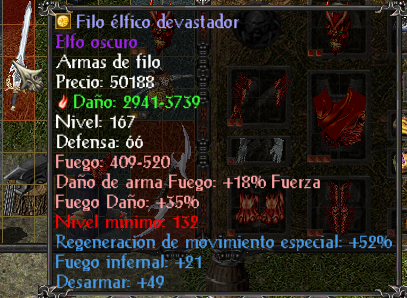 Filo élfico devastador
Elfo oscuro
Armas de filo
Precio: 50188
Daño: 2941-3739
Nivel: 167
Defensa: 66
Fuego: 409-520
Daño de arma Fuego: +18% Fuerza
Fuego Daño: +35%
Nivel mínimo: 132
Regeneración de movimiento especial: +52%
Fuego infernal: +21
Desarmar: +49